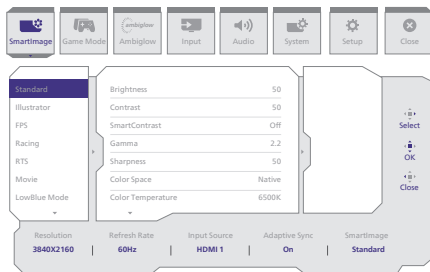 ambiglow
SmartImage
Game Mode
Ambiglow
Input
Audio
System
Setup
Close
Standard
Illustrator
FPS
Racing
RTS
Movie
LowBlue Mode
Brightness 50
Contrast 50
SmartContrast Off
Gamma 2.2
Sharpness 50
Color Space Native
Color Temperature 6500K
Select
OK
Close
Resolution Refresh Rate Input Source Adaptive Sync SmartImage
3840X2160 60Hz HDMI 1 On Standard